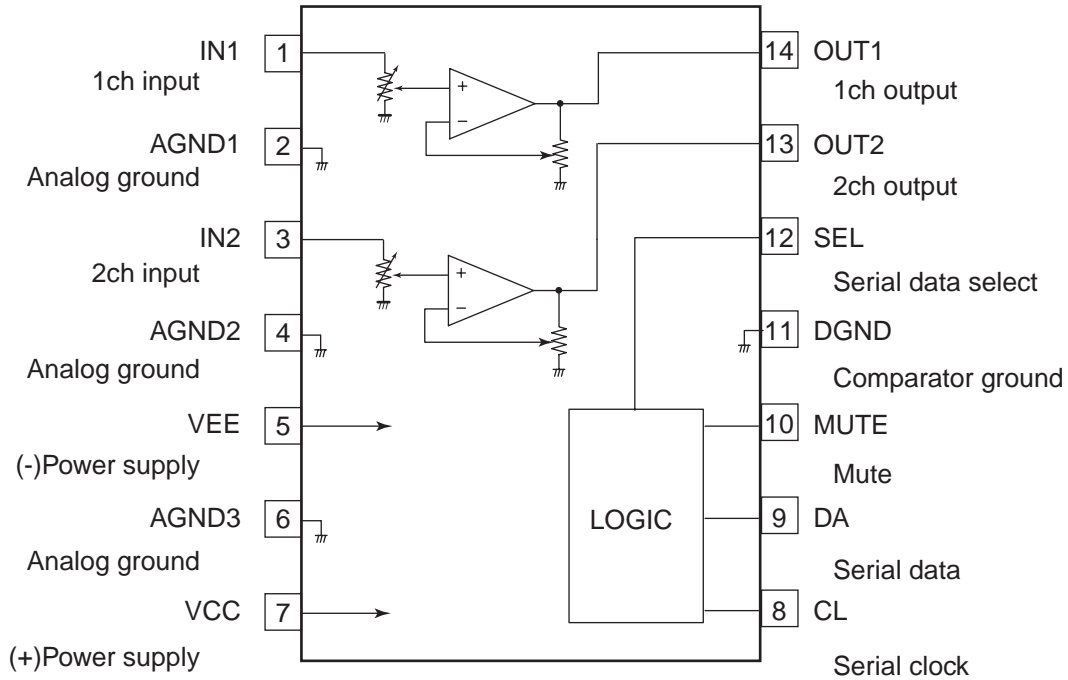 IN1
1
1ch input
AGND1
2
Analog ground
IN2
3
2ch input
AGND2
4
Analog ground
VEE
5
(-)Power supply
AGND3
6
Analog ground
VCC
7
(+)Power supply
+
−
+
−
LOGIC
14
OUT1
1ch output
13
OUT2
2ch output
12
SEL
Serial data select
11
DGND
Comparator ground
10
MUTE
Mute
9
DA
Serial data
8
CL
Serial clock